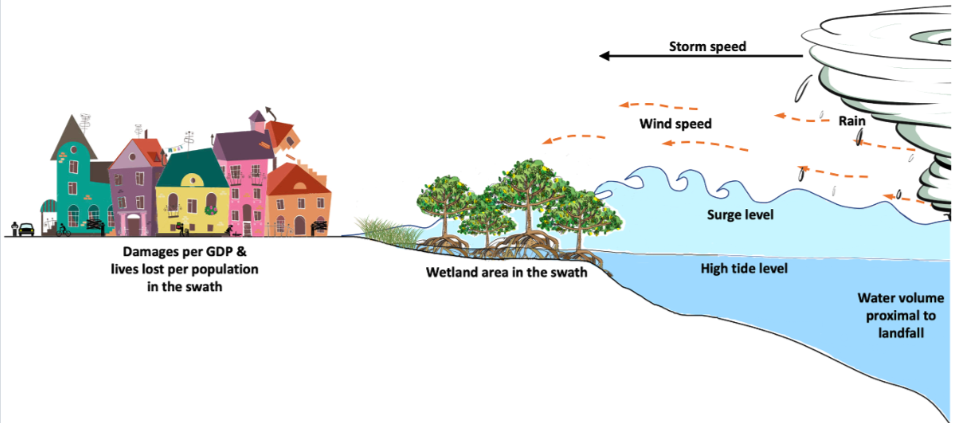 Storm speed
Wind speed
Rain
Surge level
Damages per GDP &
lives lost per population
in the swath
Wetland area in the swath
High tide level
Water volume
proximal to
landfall